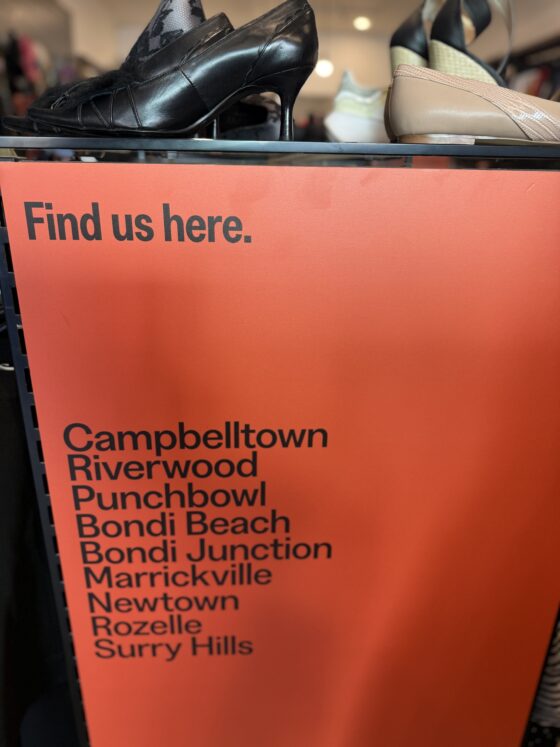 Find us here.
Campbelltown
Riverwood
Punchbowl
Bondi Beach
Bondi Junction
Marrickville
Newtown
Rozelle
Surry Hills